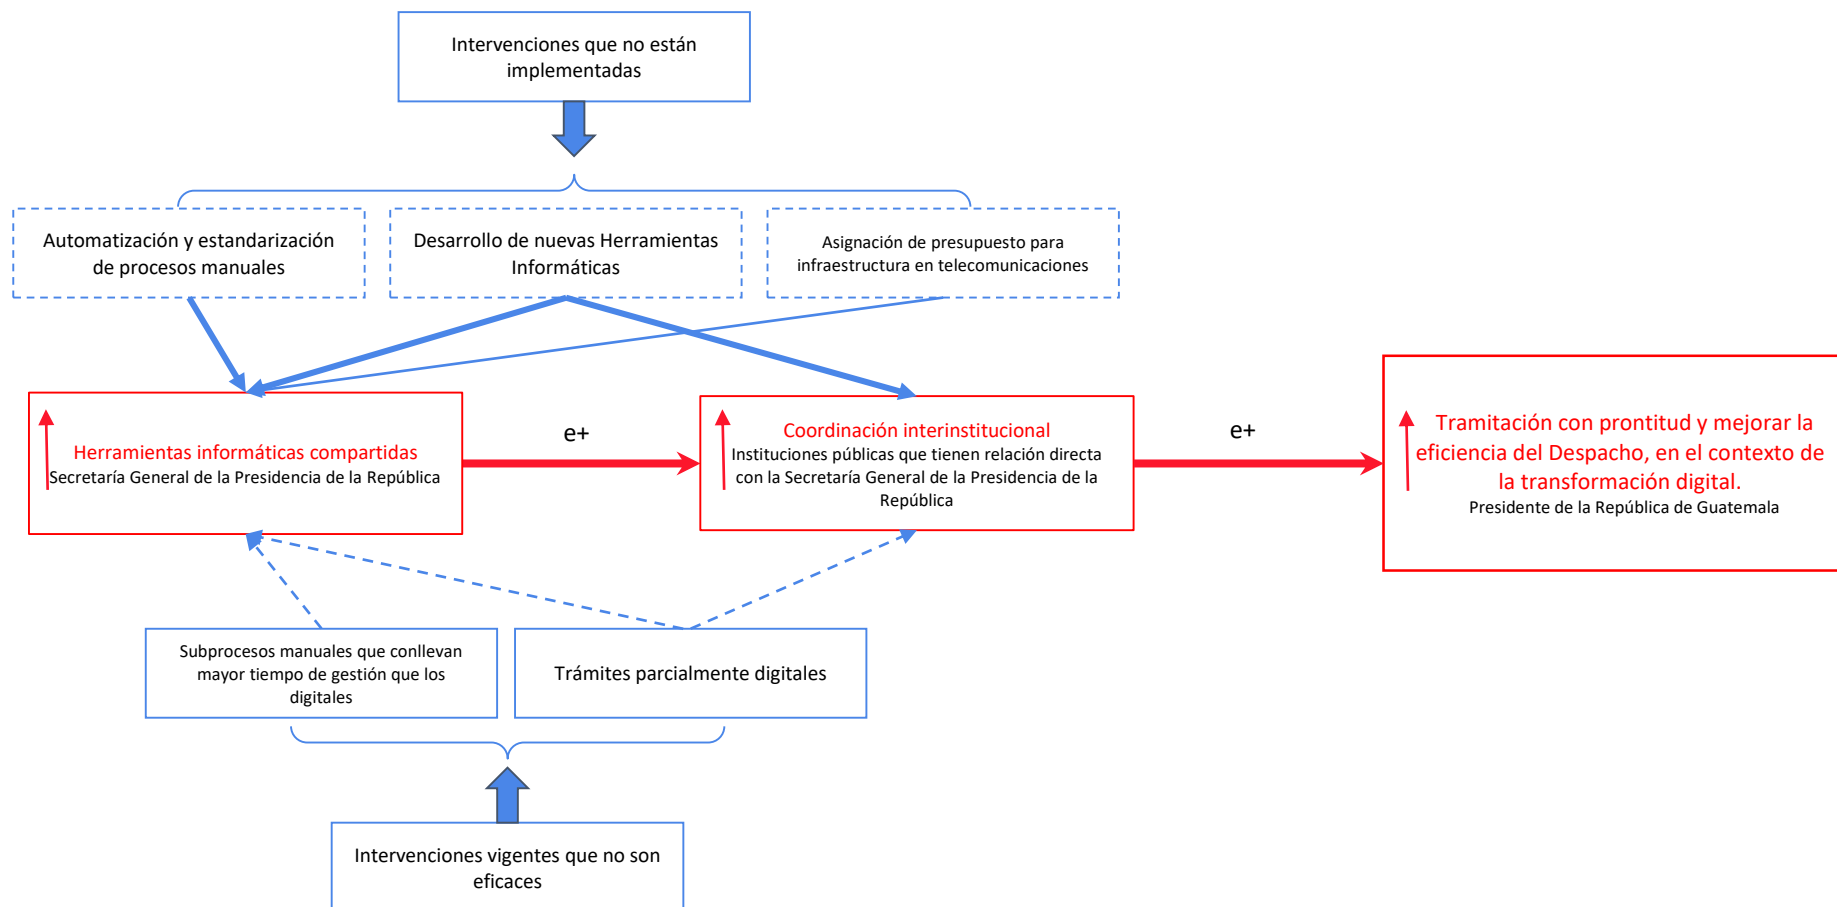 Intervenciones que no están
implementadas
Automatización y estandarización
de procesos manuales
Desarrollo de nuevas Herramientas
Informáticas
Asignación de presupuesto para
infraestructura en telecomunicaciones
Herramientas informáticas compartidas
Secretaría General de la Presidencia de la República
e+
Coordinación interinstitucional
Instituciones públicas que tienen relación directa
con la Secretaría General de la Presidencia de la
República
e+
Tramitación con prontitud y mejorar la
eficiencia del Despacho, en el contexto de
la transformación digital.
Presidente de la República de Guatemala
Subprocesos manuales que conllevan
mayor tiempo de gestión que los
digitales
Trámites parcialmente digitales
Intervenciones vigentes que no son
eficaces